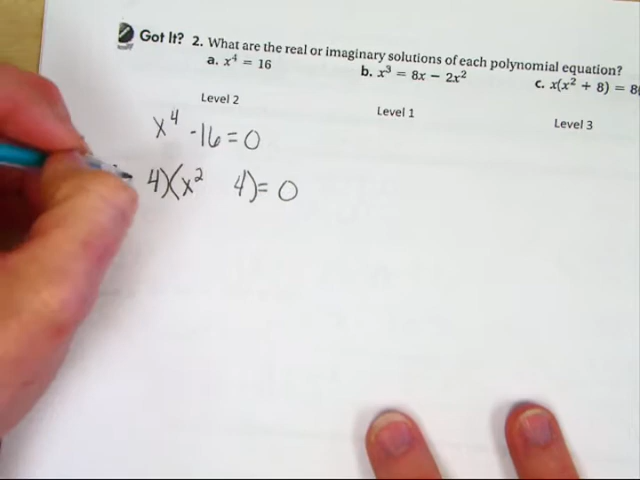 Got It? 2. What are the real or imaginary solutions of each polynomial equation?
a. x⁴ = 16 b. x³ = 8x − 2x² c. x(x² + 8) = 8(
Level 2 Level 1 Level 3
x⁴ -16 = 0
4)(x² 4) = 0